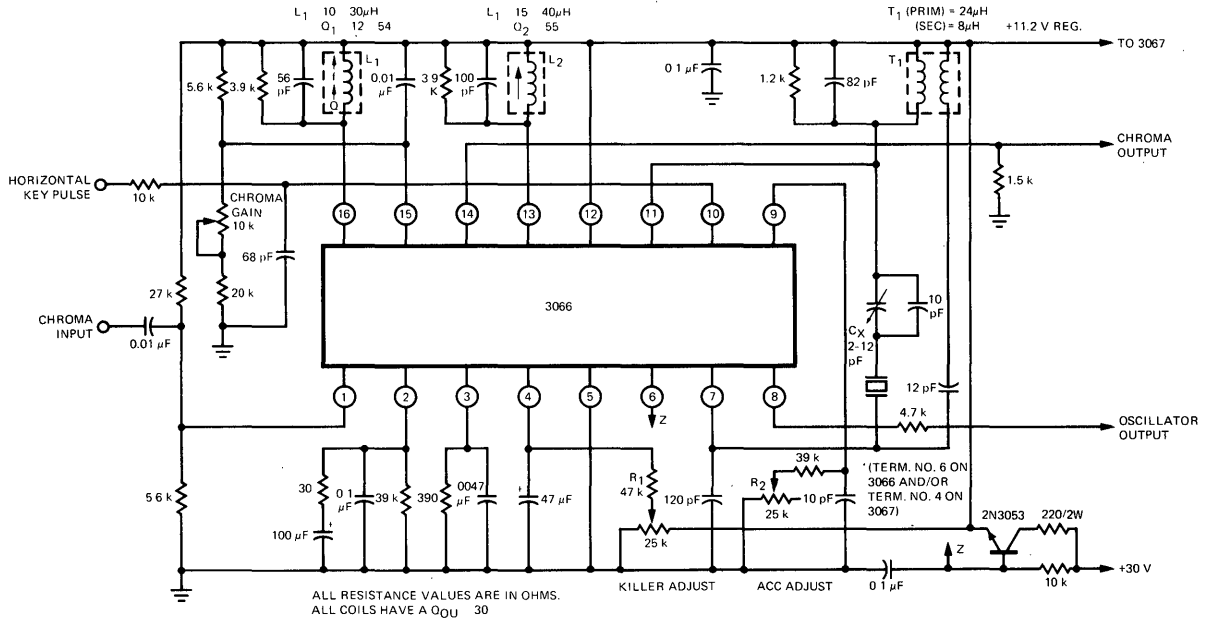 L1 10 30μH
Q1 12 54
L1 15 40μH
Q2 55
T1 (PRIM) = 24μH
(SEC) = 8μH
+11.2 V REG.
TO 3067
5.6 k
3.9 k
56 pF
L1
Q
0.01 μF
3 9 K
100 pF
L2
0 1 μF
1.2 k
82 pF
T1
CHROMA OUTPUT
1.5 k
HORIZONTAL KEY PULSE
10 k
CHROMA GAIN 10 k
68 pF
16
15
14
13
12
11
10
9
27 k
20 k
3066
CHROMA INPUT
0.01 μF
CX 2-12 pF
10 pF
12 pF
1
2
3
4
5
6
7
8
Z
4.7 k
OSCILLATOR OUTPUT
5 6 k
30
100 μF
+
0 1 μF
39 k
390
0047 μF
+
47 μF
R1 47 k
25 k
120 pF
39 k
R2
25 k
10 pF
(TERM. NO. 6 ON
3066 AND/OR
TERM. NO. 4 ON
3067)
2N3053
220/2W
Z
0 1 μF
10 k
+30 V
KILLER ADJUST
ACC ADJUST
ALL RESISTANCE VALUES ARE IN OHMS.
ALL COILS HAVE A QOU 30